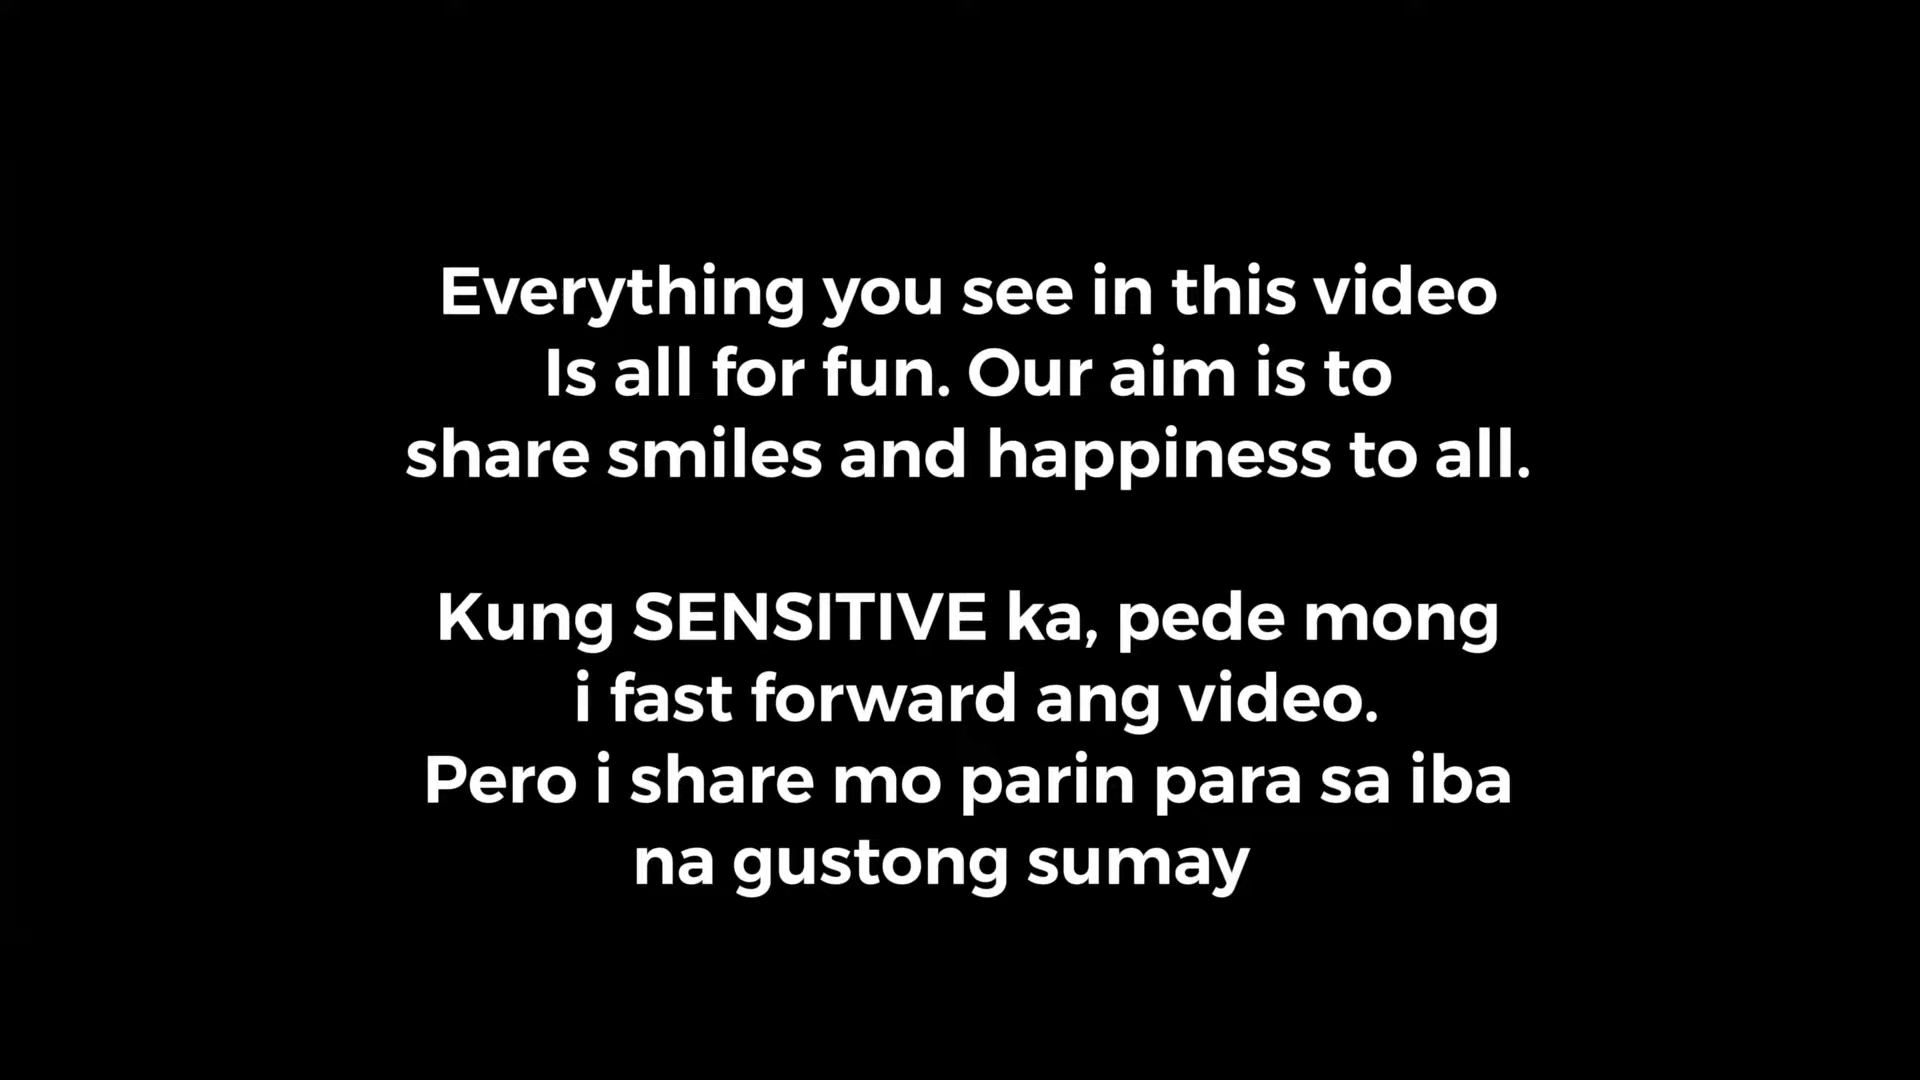 Everything you see in this video
Is all for fun. Our aim is to
share smiles and happiness to all.
Kung SENSITIVE ka, pede mong
i fast forward ang video.
Pero i share mo parin para sa iba
na gustong sumay